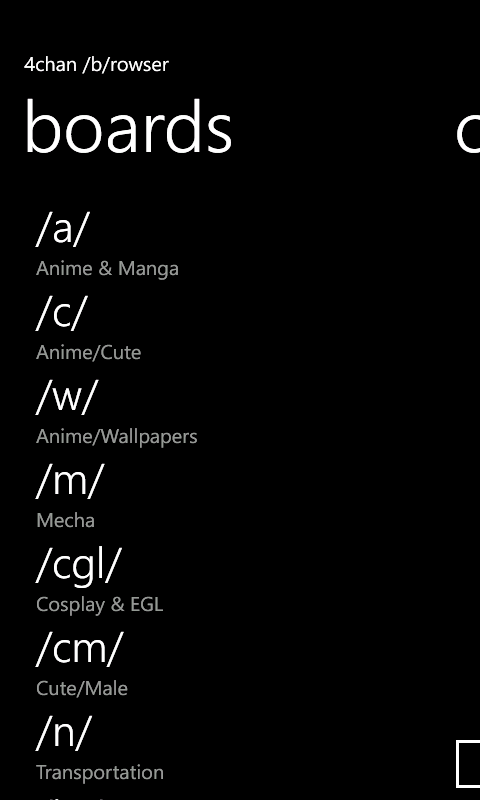 4chan /b/rowser
boards
/a/
Anime & Manga
/c/
Anime/Cute
/w/
Anime/Wallpapers
/m/
Mecha
/cgl/
Cosplay & EGL
/cm/
Cute/Male
/n/
Transportation